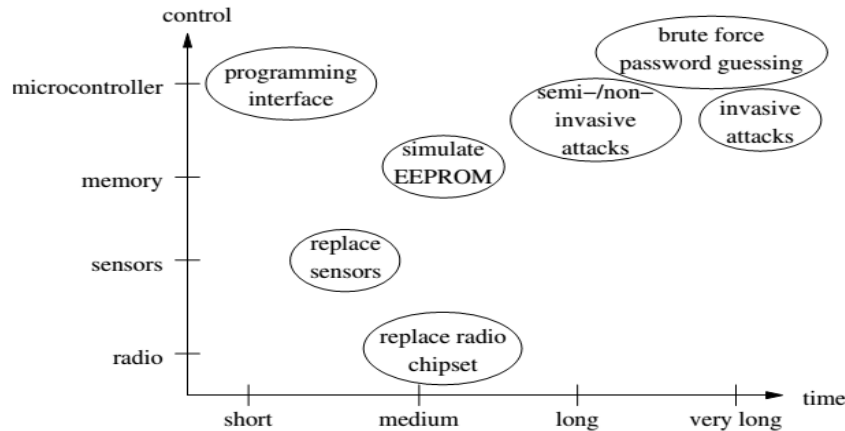 control
brute force
password guessing
programming
interface
microcontroller
semi-/non-
invasive
attacks
invasive
attacks
simulate
EEPROM
memory
replace
sensors
sensors
replace radio
chipset
radio
time
short
medium
long
very long